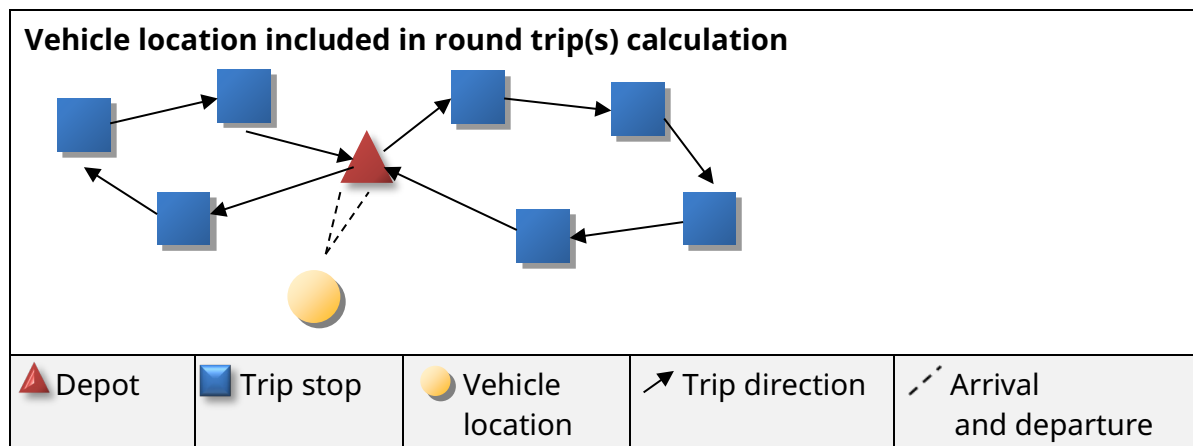 Vehicle location included in round trip(s) calculation
Depot
Trip stop
Vehicle
location
Trip direction
Arrival
and departure